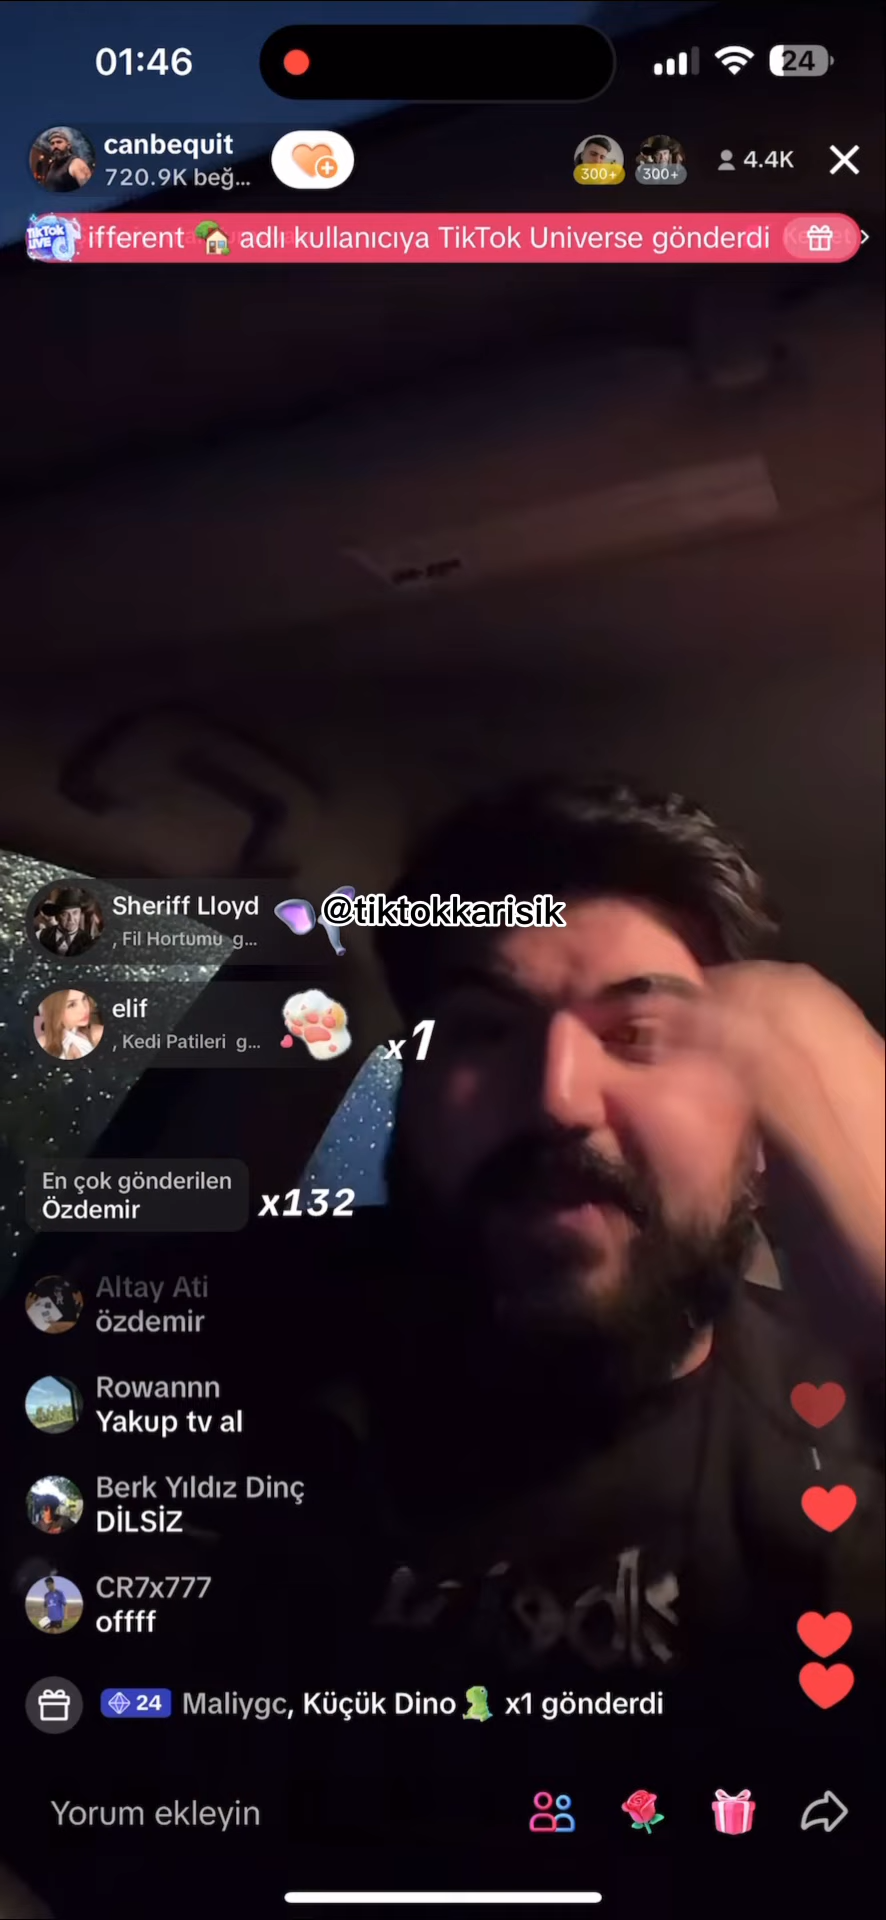 01:46
24
canbequit
720.9K beğ...
300+
300+
4.4K
TikTok
LIVE
ifferent adlı kullanıcıya TikTok Universe gönderdi
Sheriff Lloyd
, Fil Hortumu g...
@tiktokkarisik
elif
, Kedi Patileri g...
x1
En çok gönderilen
Özdemir
x132
Altay Ati
özdemir
Rowannn
Yakup tv al
Berk Yıldız Dinç
DİLSİZ
CR7x777
offff
24 Maliygc, Küçük Dino x1 gönderdi
Yorum ekleyin